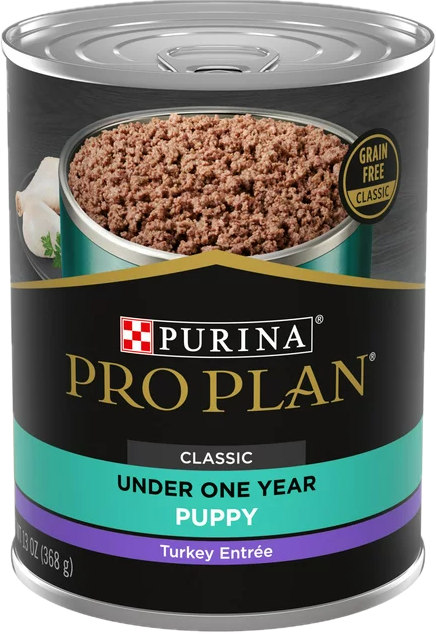 GRAIN
FREE
CLASSIC
PURINA®
PRO PLAN®
CLASSIC
UNDER ONE YEAR
PUPPY
Turkey Entrée
13 OZ (368 g)